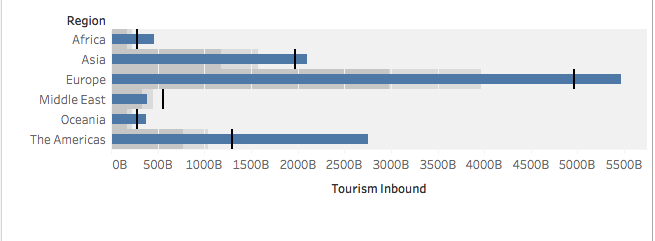 Region
Africa
Asia
Europe
Middle East
Oceania
The Americas
0B 500B 1000B 1500B 2000B 2500B 3000B 3500B 4000B 4500B 5000B 5500B
Tourism Inbound